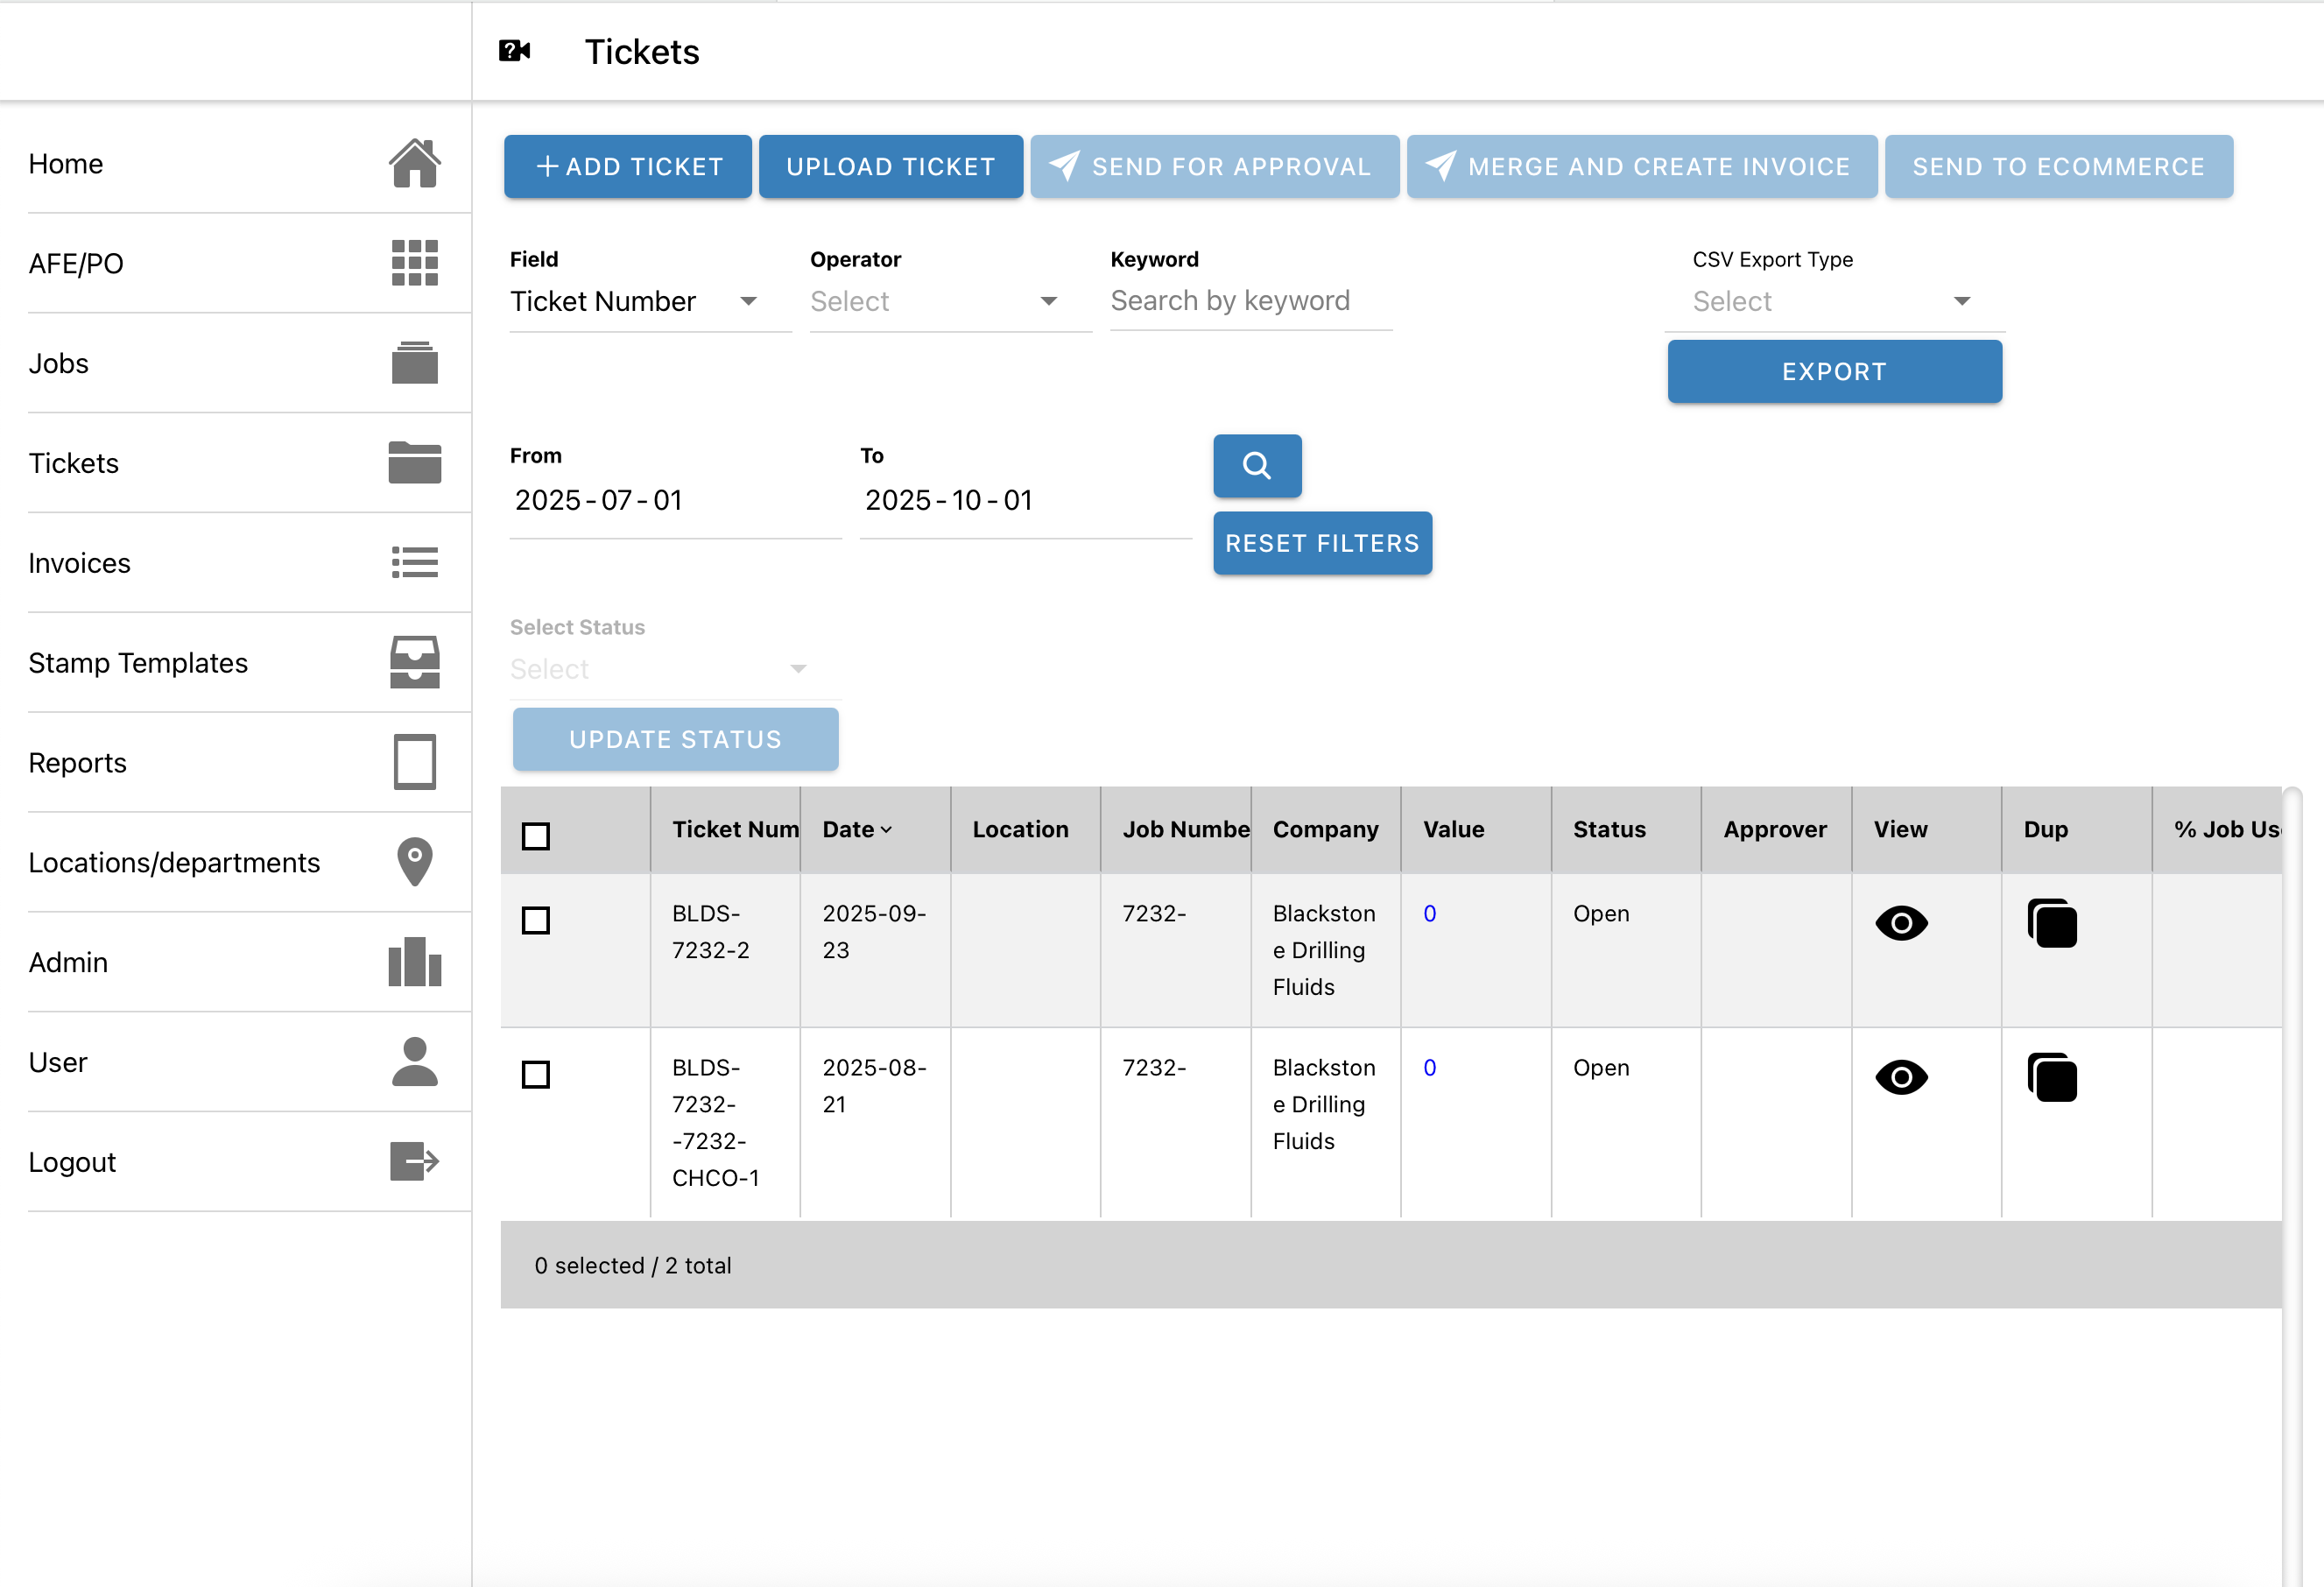 Tickets
Home
AFE/PO
Jobs
Tickets
Invoices
Stamp Templates
Reports
Locations/departments
Admin
User
Logout
ADD TICKET
UPLOAD TICKET
SEND FOR APPROVAL
MERGE AND CREATE INVOICE
SEND TO ECOMMERCE
Field
Ticket Number
Operator
Select
Keyword
Search by keyword
CSV Export Type
Select
EXPORT
From
2025-07-01
To
2025-10-01
RESET FILTERS
Select Status
Select
UPDATE STATUS
Ticket Num
Date
Location
Job Numbe
Company
Value
Status
Approver
View
Dup
% Job Us
BLDS-
7232-2
2025-09-
23
7232-
Blackston
e Drilling
Fluids
0
Open
BLDS-
7232-
-7232-
CHCO-1
2025-08-
21
7232-
Blackston
e Drilling
Fluids
0
Open
0 selected / 2 total